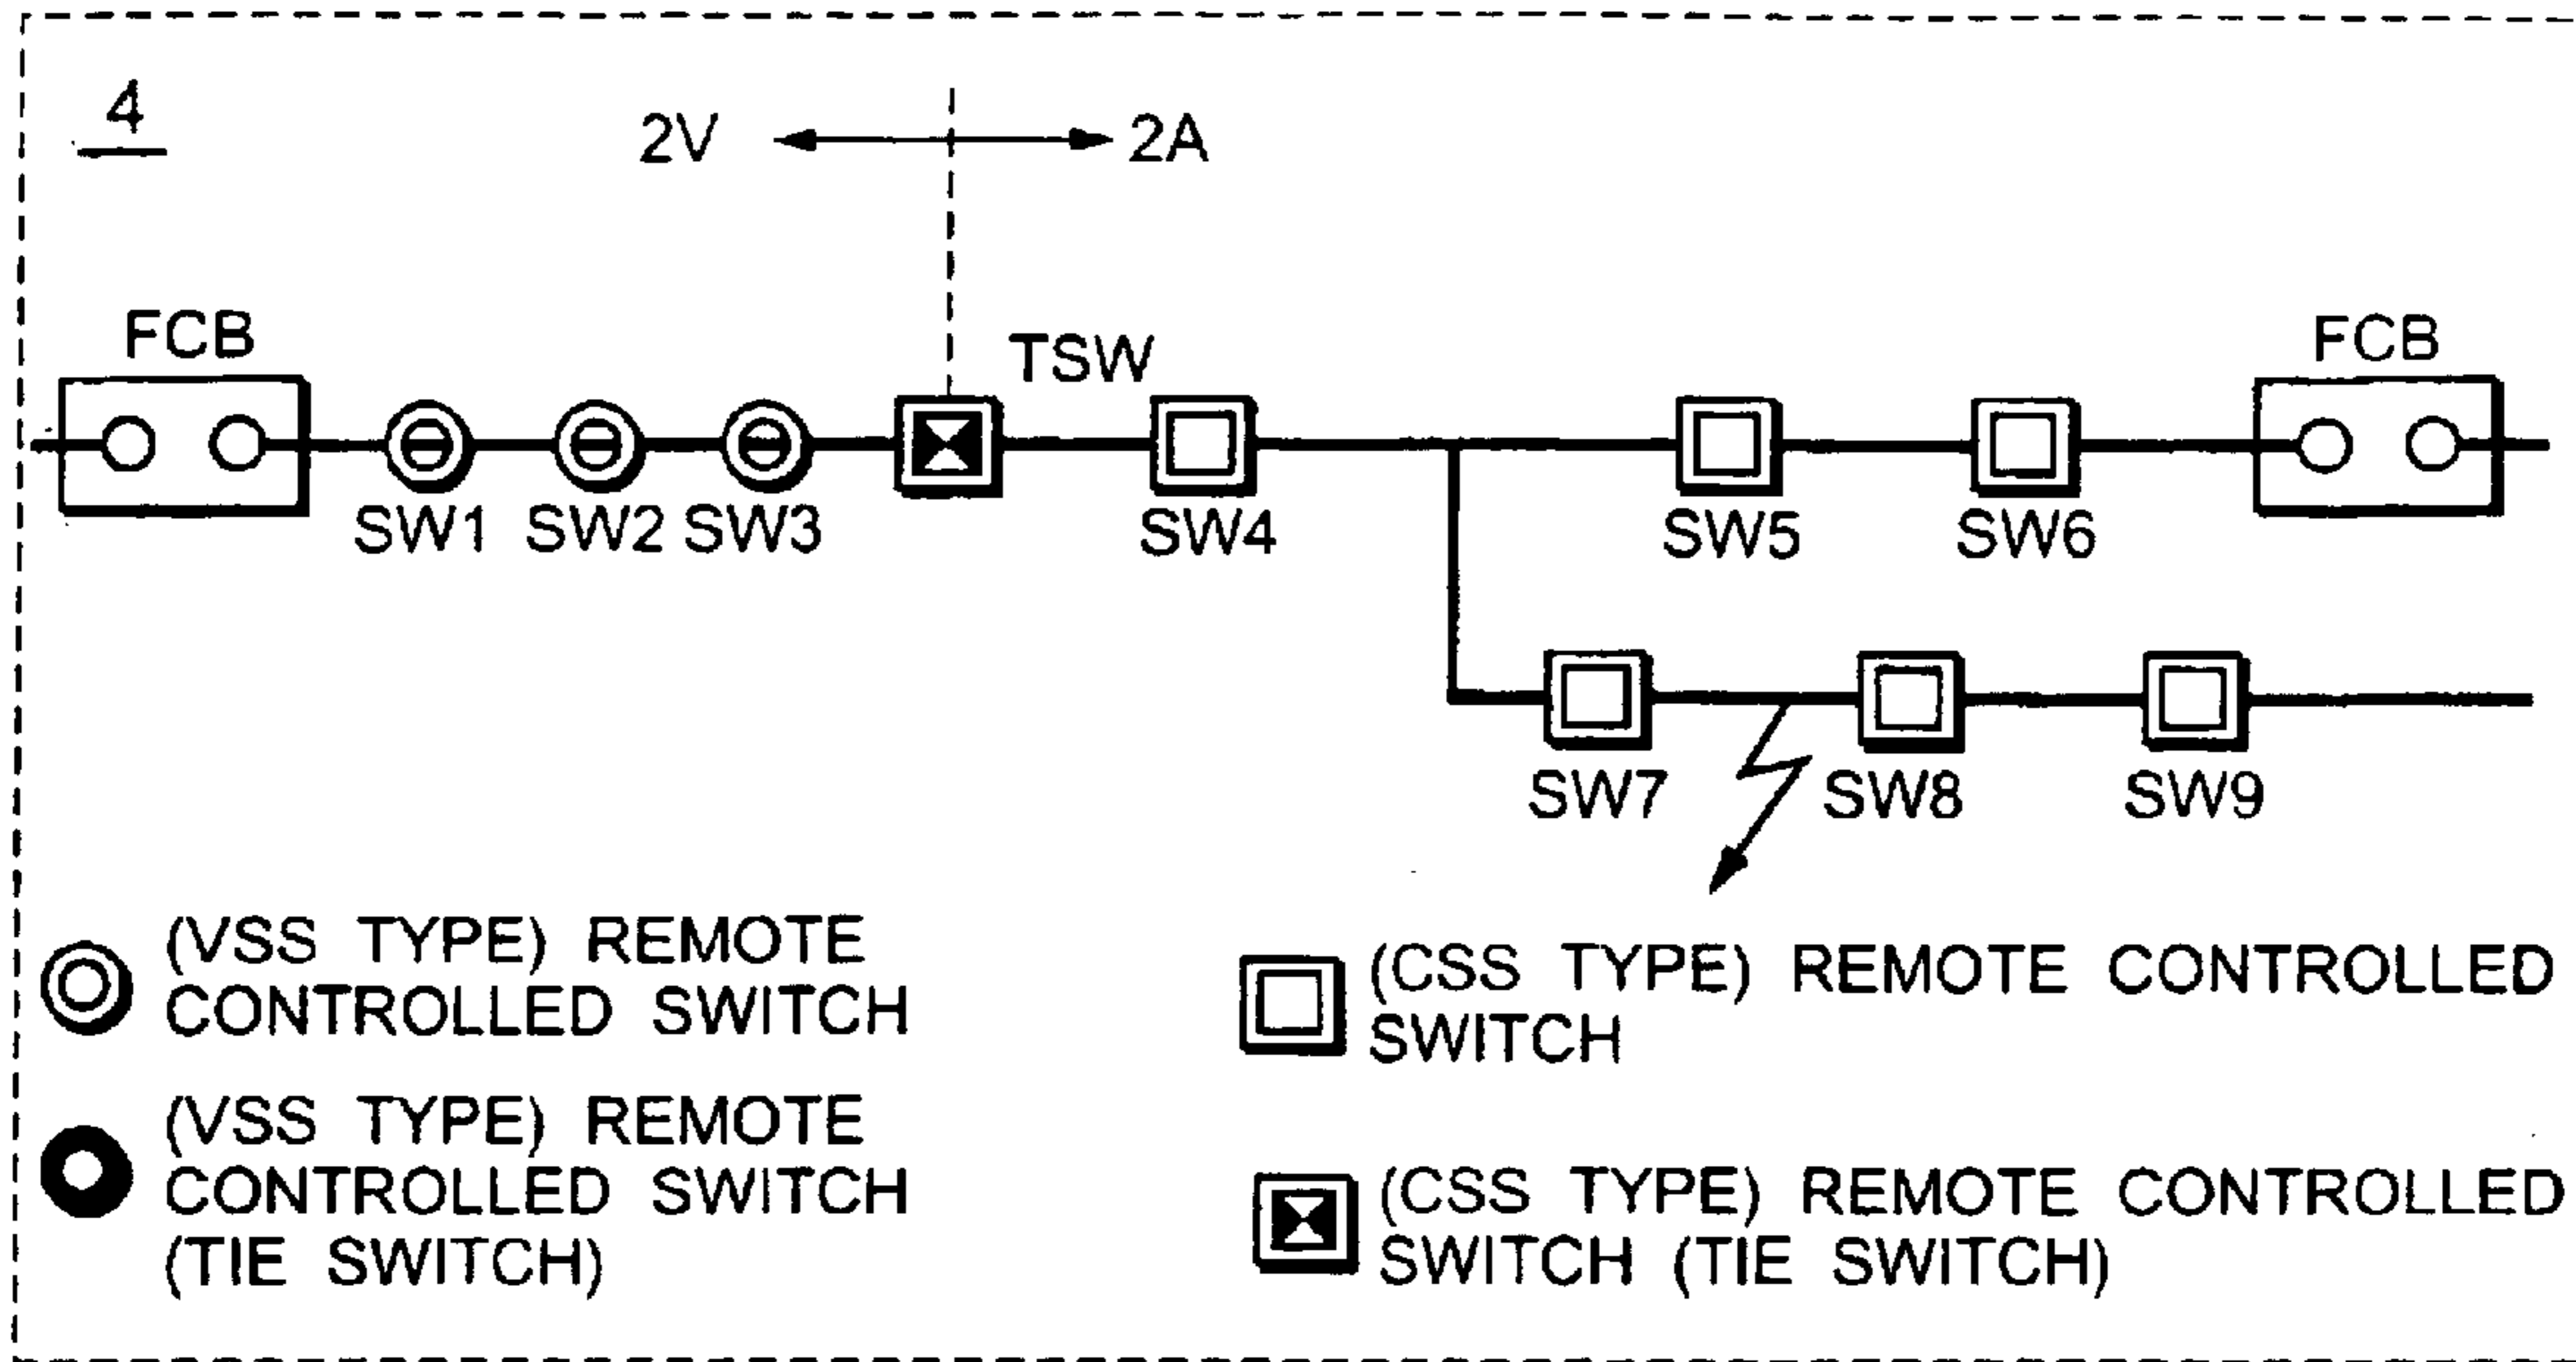 4
2V
2A
FCB
TSW
FCB
SW1
SW2
SW3
SW4
SW5
SW6
SW7
SW8
SW9
(VSS TYPE) REMOTE
CONTROLLED SWITCH
(VSS TYPE) REMOTE
CONTROLLED SWITCH
(TIE SWITCH)
(CSS TYPE) REMOTE CONTROLLED
SWITCH
(CSS TYPE) REMOTE CONTROLLED
SWITCH (TIE SWITCH)